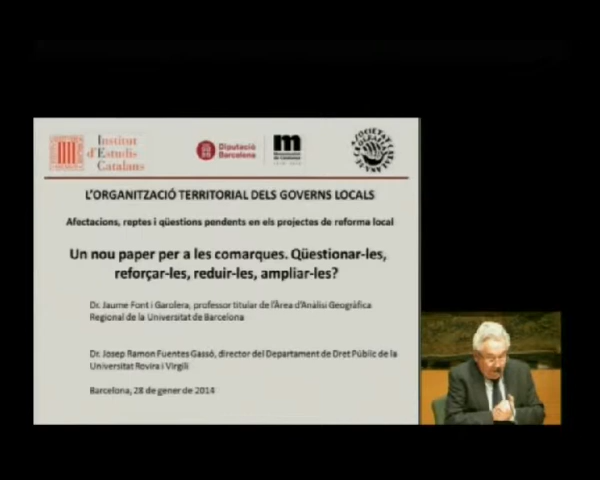 Institut
d'Estudis
Catalans
Diputació
Barcelona
m
L'ORGANITZACIÓ TERRITORIAL DELS GOVERNS LOCALS
Afectacions, reptes i qüestions pendents en els projectes de reforma local
Un nou paper per a les comarques. Qüestionar-les,
reforçar-les, reduir-les, ampliar-les?
Dr. Jaume Font i Garolera, professor titular de l'Àrea d'Anàlisi Geogràfica
Regional de la Universitat de Barcelona
Dr. Josep Ramon Fuentes Gassó, director del Departament de Dret Públic de la
Universitat Rovira i Virgili
Barcelona, 28 de gener de 2014